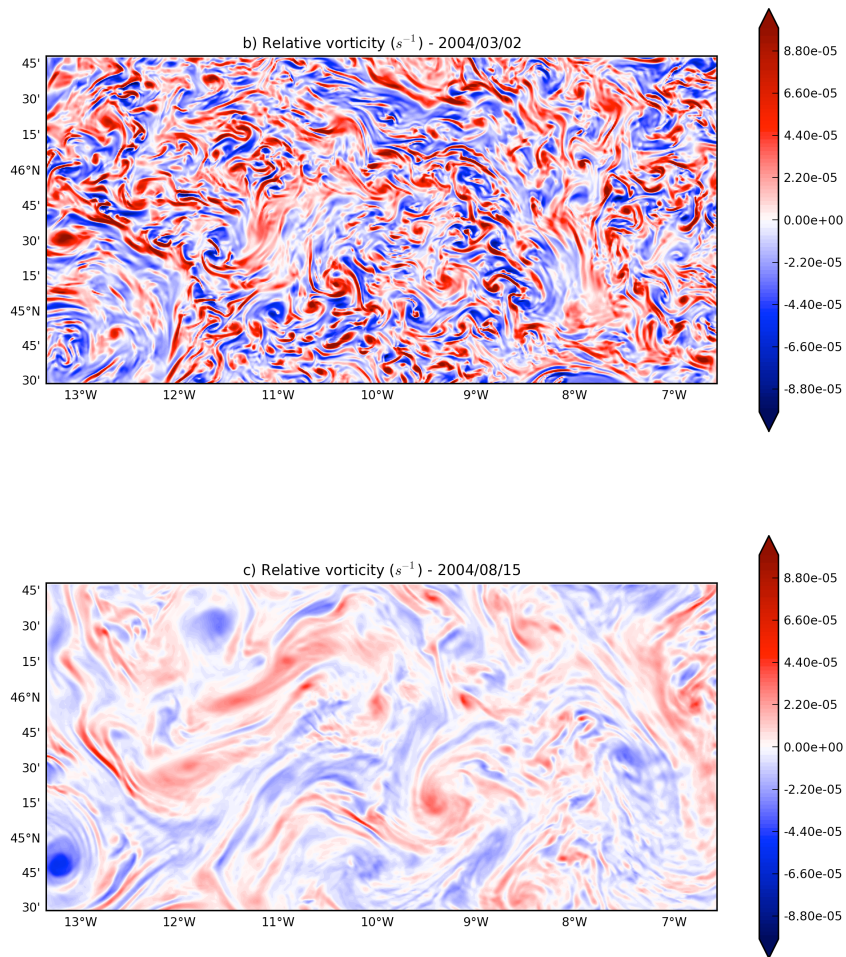 b) Relative vorticity (s⁻¹) - 2004/03/02
45'
30'
15'
46°N
45'
30'
15'
45°N
45'
30'
13°W 12°W 11°W 10°W 9°W 8°W 7°W
8.80e-05
6.60e-05
4.40e-05
2.20e-05
0.00e+00
-2.20e-05
-4.40e-05
-6.60e-05
-8.80e-05
c) Relative vorticity (s⁻¹) - 2004/08/15
45'
30'
15'
46°N
45'
30'
15'
45°N
45'
30'
13°W 12°W 11°W 10°W 9°W 8°W 7°W
8.80e-05
6.60e-05
4.40e-05
2.20e-05
0.00e+00
-2.20e-05
-4.40e-05
-6.60e-05
-8.80e-05